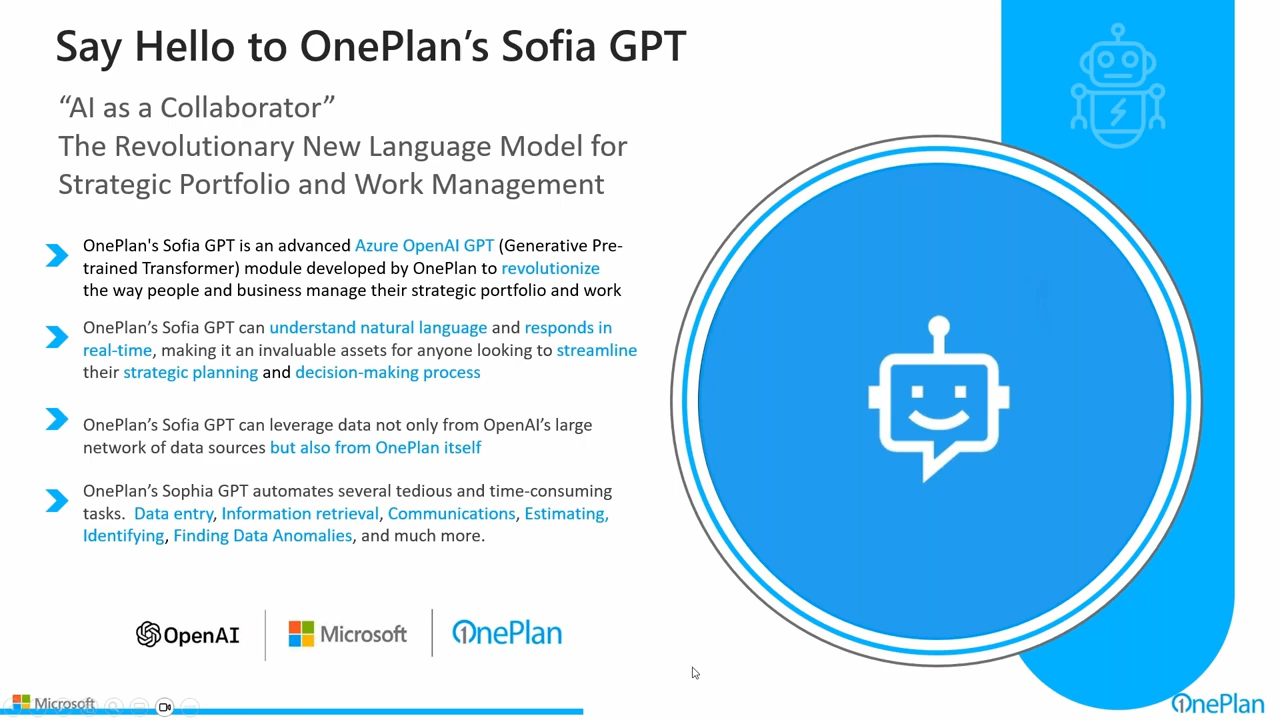 Say Hello to OnePlan’s Sofia GPT
“AI as a Collaborator”
The Revolutionary New Language Model for
Strategic Portfolio and Work Management
OnePlan's Sofia GPT is an advanced Azure OpenAI GPT (Generative Pre-
trained Transformer) module developed by OnePlan to revolutionize
the way people and business manage their strategic portfolio and work
OnePlan’s Sofia GPT can understand natural language and responds in
real-time, making it an invaluable assets for anyone looking to streamline
their strategic planning and decision-making process
OnePlan’s Sofia GPT can leverage data not only from OpenAI’s large
network of data sources but also from OnePlan itself
OnePlan’s Sophia GPT automates several tedious and time-consuming
tasks. Data entry, Information retrieval, Communications, Estimating,
Identifying, Finding Data Anomalies, and much more.
OpenAI
Microsoft
OnePlan
Microsoft
OnePlan